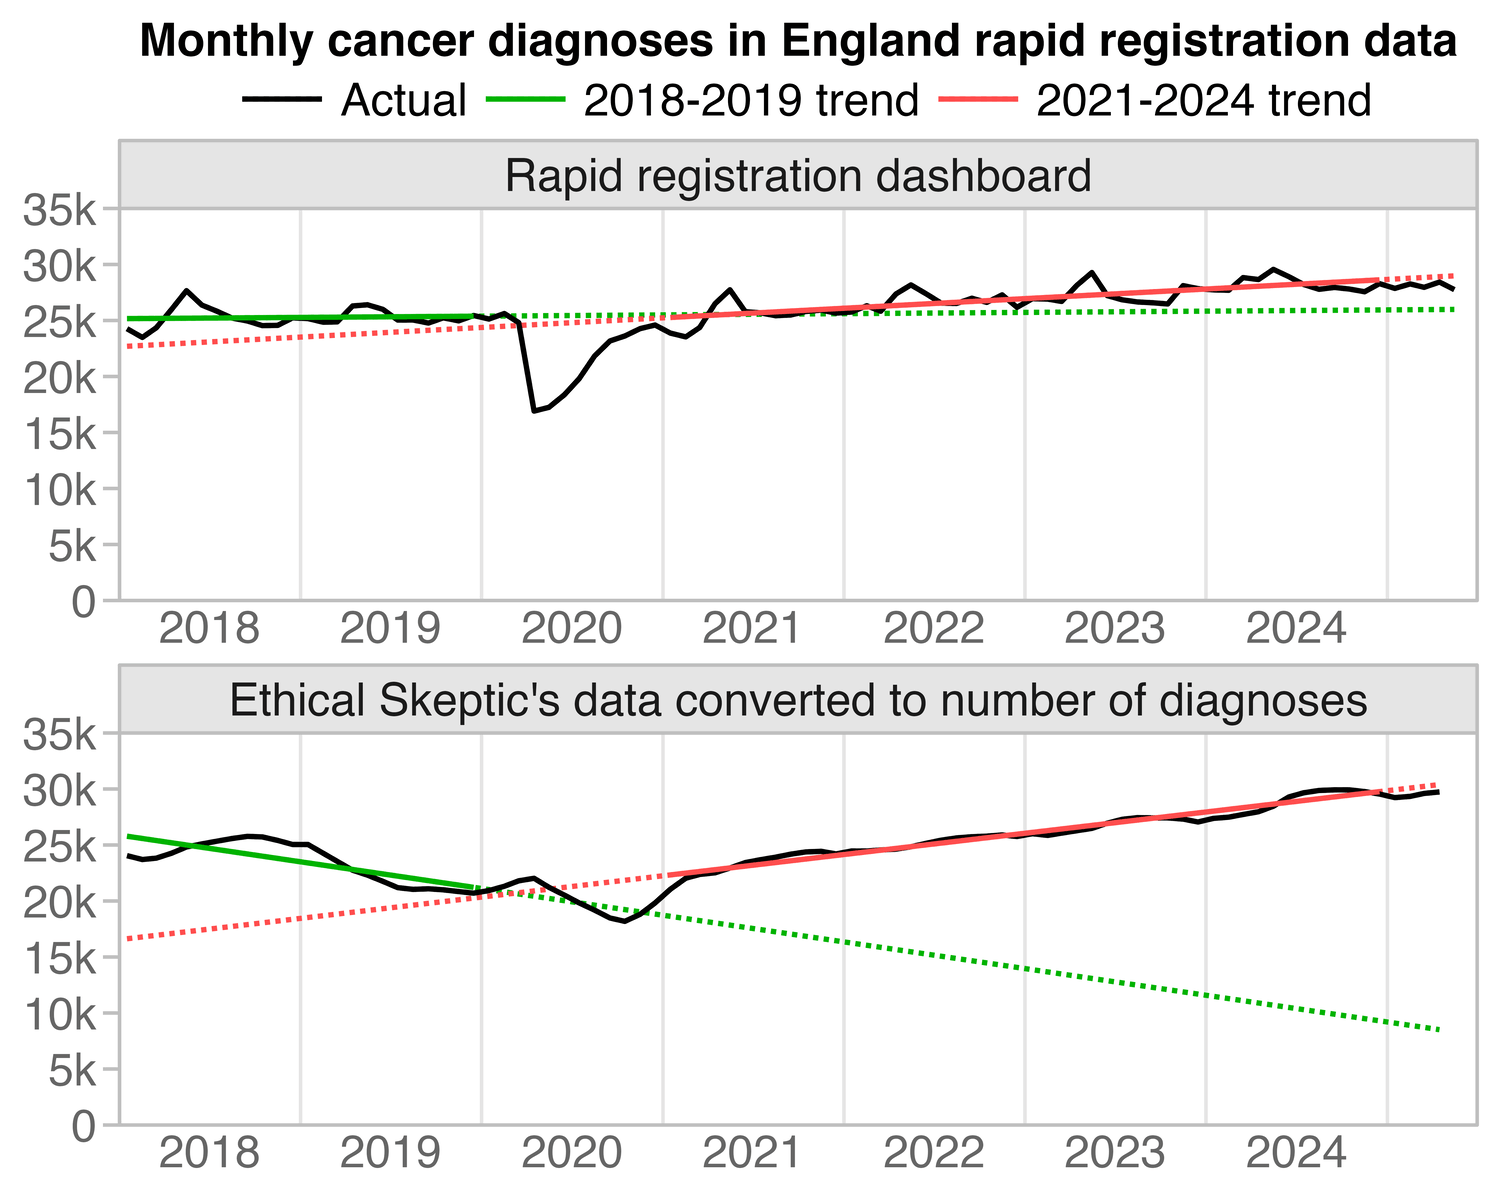 Monthly cancer diagnoses in England rapid registration data
Actual 2018-2019 trend 2021-2024 trend
Rapid registration dashboard
35k
30k
25k
20k
15k
10k
5k
0
2018 2019 2020 2021 2022 2023 2024
Ethical Skeptic's data converted to number of diagnoses
35k
30k
25k
20k
15k
10k
5k
0
2018 2019 2020 2021 2022 2023 2024